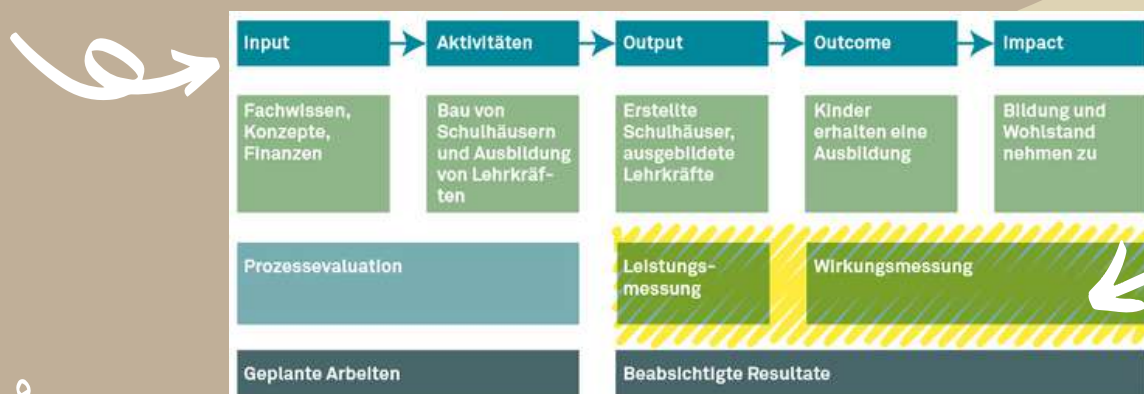 Input
Aktivitäten
Output
Outcome
Impact
Fachwissen,
Konzepte,
Finanzen
Bau von
Schulhäusern
und Ausbildung
von Lehrkräf-
ten
Erstellte
Schulhäuser,
ausgebildete
Lehrkräfte
Kinder
erhalten eine
Ausbildung
Bildung und
Wohlstand
nehmen zu
Prozessevaluation
Leistungs-
messung
Wirkungsmessung
Geplante Arbeiten
Beabsichtigte Resultate